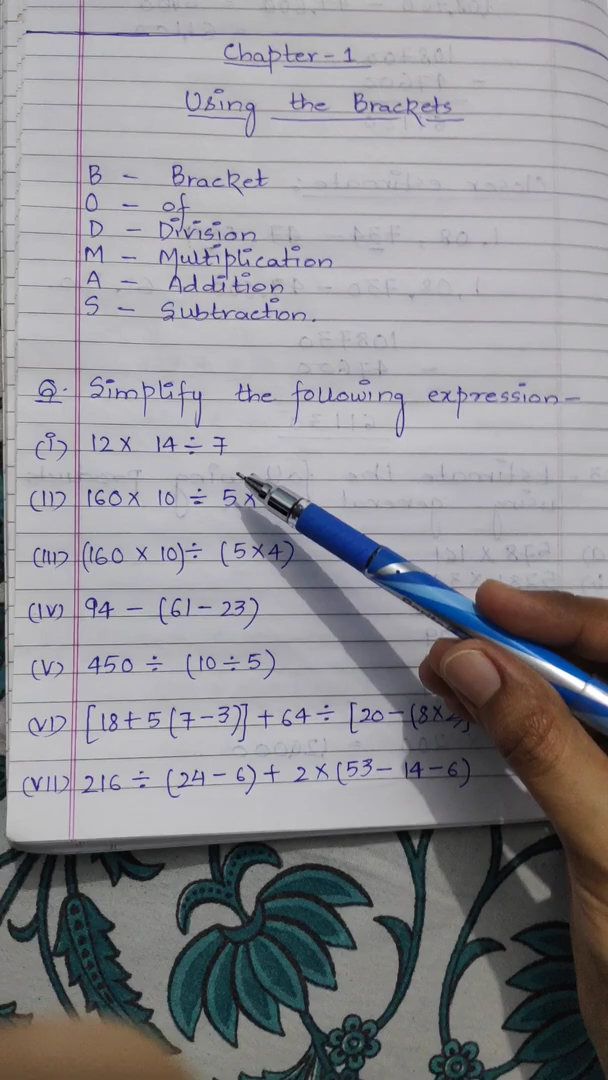 Chapter - 1
Using the Brackets
B - Bracket
O - of
D - Division
M - Multiplication
A - Addition
S - Subtraction.
Q. Simplify the following expression -
(i) 12 × 14 ÷ 7
(II) 160 × 10 ÷ 5 ×
(III) (160 × 10) ÷ (5×4)
(IV) 94 - (61 - 23)
(V) 450 ÷ (10 ÷ 5)
(VI) [18 + 5 (7 - 3)] + 64 ÷ [20 - (8×
(VII) 216 ÷ (24 - 6) + 2 × (53 - 14 - 6)